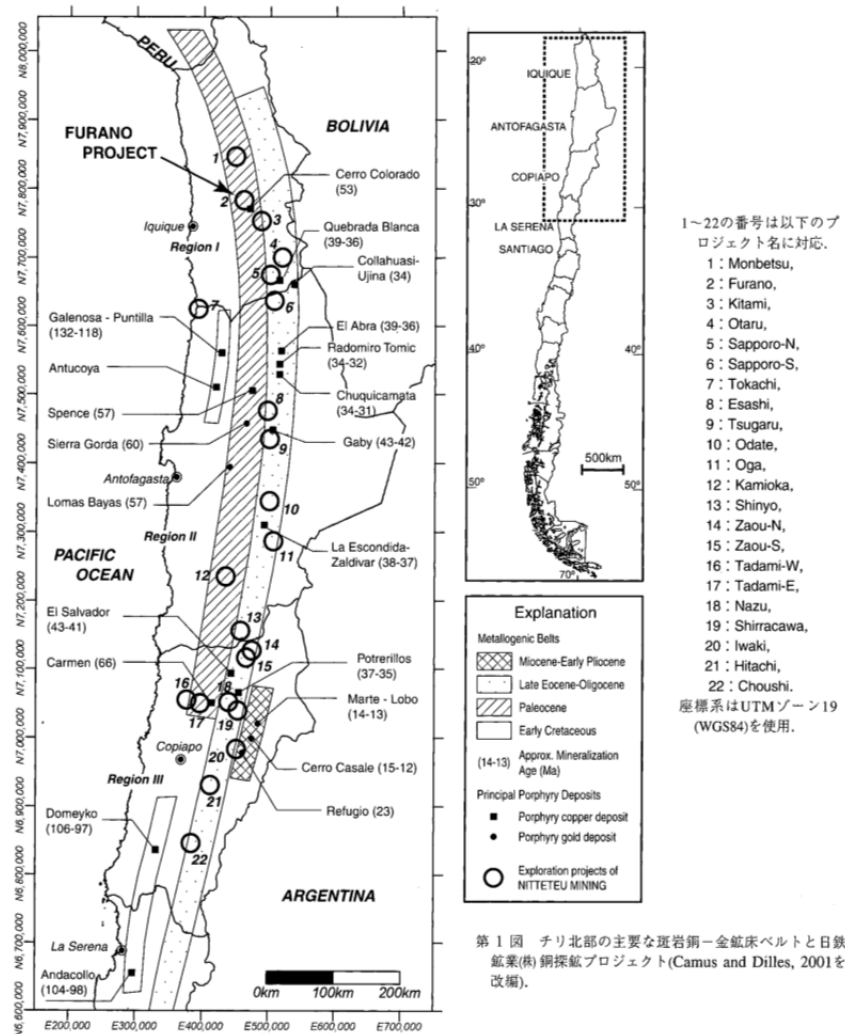 N8,000,000
N7,900,000
N7,800,000
N7,700,000
N7,600,000
N7,500,000
N7,400,000
N7,300,000
N7,200,000
N7,100,000
N7,000,000
N6,900,000
N6,800,000
N6,700,000
N6,600,000
E200,000
E300,000
E400,000
E500,000
E600,000
PERU
BOLIVIA
FURANO
PROJECT
1
2
Cerro Colorado
(53)
3
Iquique
Region I
Quebrada Blanca
(39-36)
4
5
Collahuasi-
Ujina (34)
6
7
Galenosa - Puntilla
(132-118)
El Abra (39-36)
Radomiro Tomic
(34-32)
Antucoya
Chuquicamata
(34-31)
Spence (57)
8
Sierra Gorda (60)
Gaby (43-42)
9
Antofagasta
Lomas Bayas (57)
10
Region II
La Escondida-
Zaldivar (38-37)
11
PACIFIC
OCEAN
12
El Salvador
(43-41)
13
14
15
Carmen (66)
Potrerillos
(37-35)
16
17
18
19
Marte - Lobo
(14-13)
Copiapo
20
Cerro Casale (15-12)
Region III
21
Refugio (23)
Domeyko
(106-97)
22
ARGENTINA
La Serena
Andacollo
(104-98)
0km
100km
200km
20º
IQUIQUE
ANTOFAGASTA
COPIAPO
30º
LA SERENA
SANTIAGO
40º
40º
500km
50º
50º
70º
Explanation
Metallogenic Belts
Miocene-Early Pliocene
Late Eocene-Oligocene
Paleocene
Early Cretaceous
(14-13)
Approx. Mineralization
Age (Ma)
Principal Porphyry Deposits
Porphyry copper deposit
Porphyry gold deposit
Exploration projects of
NITTETEU MINING
1～22の番号は以下のプ
ロジェクト名に対応.
1：Monbetsu,
2：Furano,
3：Kitami,
4：Otaru,
5：Sapporo-N,
6：Sapporo-S,
7：Tokachi,
8：Esashi,
9：Tsugaru,
10：Odate,
11：Oga,
12：Kamioka,
13：Shinyo,
14：Zaou-N,
15：Zaou-S,
16：Tadami-W,
17：Tadami-E,
18：Nazu,
19：Shirracawa,
20：Iwaki,
21：Hitachi,
22：Choushi.
座標系はUTMゾーン19
(WGS84)を使用.
第1図　チリ北部の主要な斑岩銅－金鉱床ベルトと日鉄
鉱業㈱銅探鉱プロジェクト(Camus and Dilles, 2001を
改編).